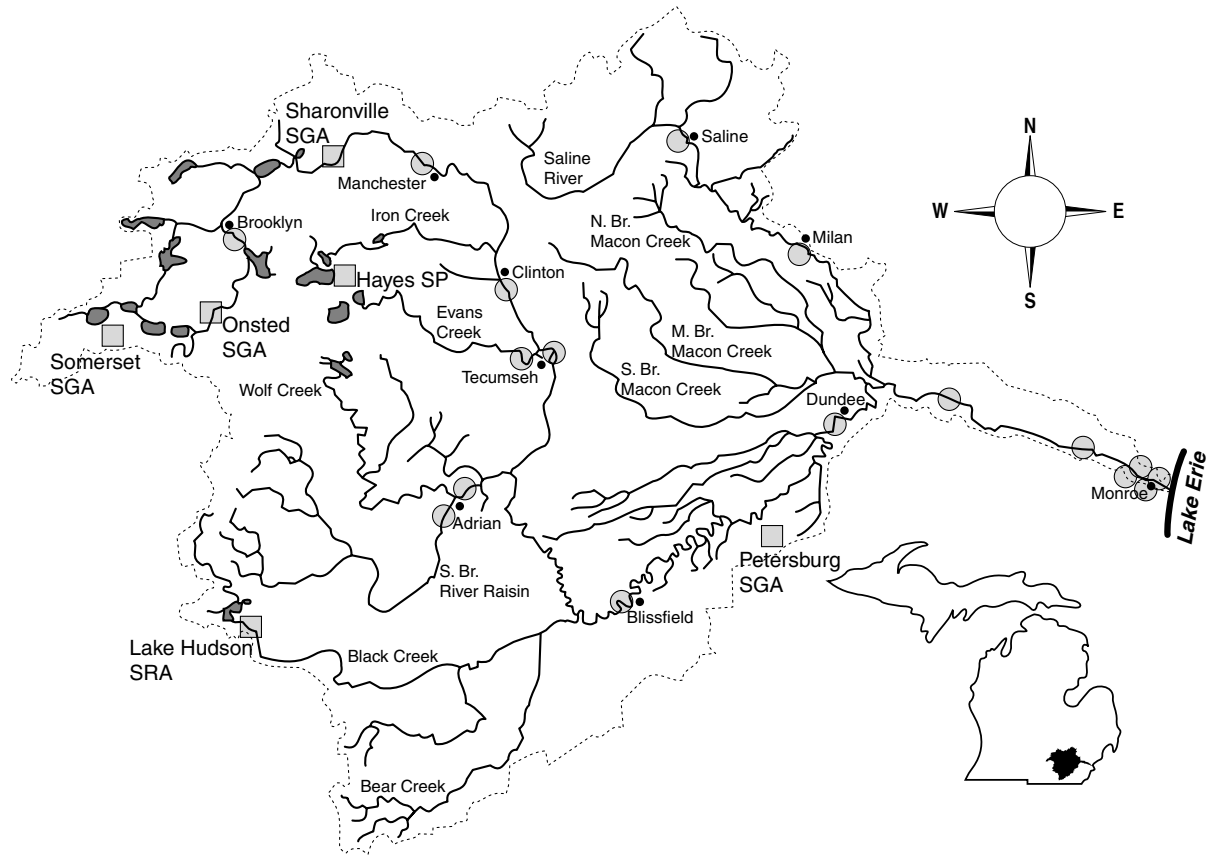 Sharonville
SGA
Saline
Saline
River
Manchester
N
W
E
S
Iron Creek
Brooklyn
N. Br.
Macon Creek
Milan
Clinton
Hayes SP
Evans
Creek
Onsted
SGA
M. Br.
Macon Creek
Somerset
SGA
Tecumseh
S. Br.
Macon Creek
Wolf Creek
Dundee
Monroe
Lake Erie
Adrian
Petersburg
SGA
S. Br.
River Raisin
Blissfield
Lake Hudson
SRA
Black Creek
Bear Creek